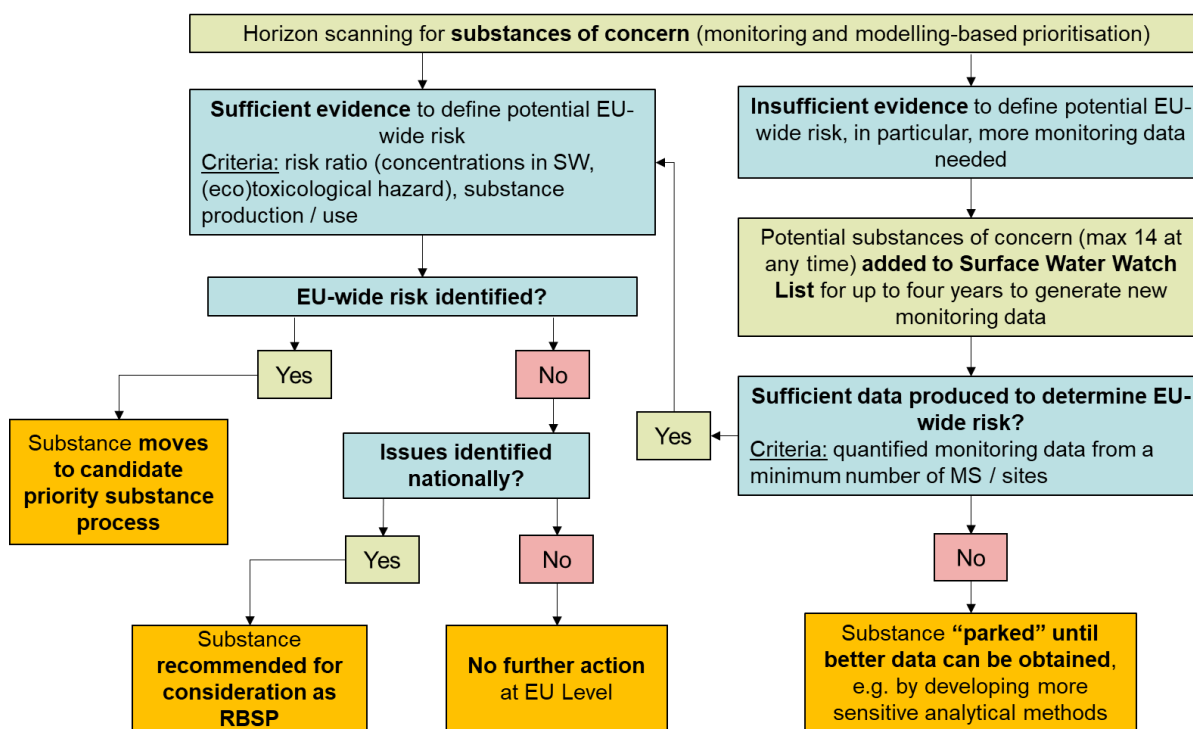 Horizon scanning for substances of concern (monitoring and modelling-based prioritisation)
Sufficient evidence to define potential EU-
wide risk
Criteria: risk ratio (concentrations in SW,
(eco)toxicological hazard), substance
production / use
Insufficient evidence to define potential EU-
wide risk, in particular, more monitoring data
needed
Potential substances of concern (max 14 at
any time) added to Surface Water Watch
List for up to four years to generate new
monitoring data
EU-wide risk identified?
Yes
No
Sufficient data produced to determine EU-
wide risk?
Criteria: quantified monitoring data from a
minimum number of MS / sites
Yes
Substance moves
to candidate
priority substance
process
Issues identified
nationally?
Yes
No
No
Substance
recommended for
consideration as
RBSP
No further action
at EU Level
Substance “parked” until
better data can be obtained,
e.g. by developing more
sensitive analytical methods